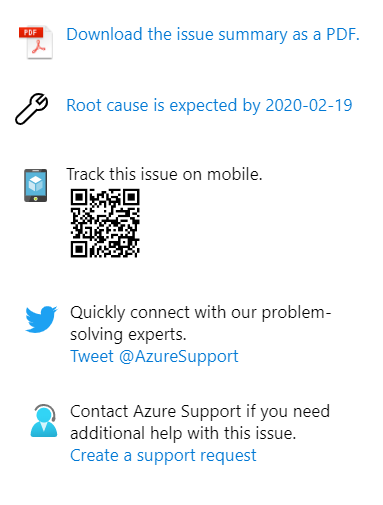 PDF
Download the issue summary as a PDF.
Root cause is expected by 2020-02-19
Track this issue on mobile.
Quickly connect with our problem-
solving experts.
Tweet @AzureSupport
Contact Azure Support if you need
additional help with this issue.
Create a support request